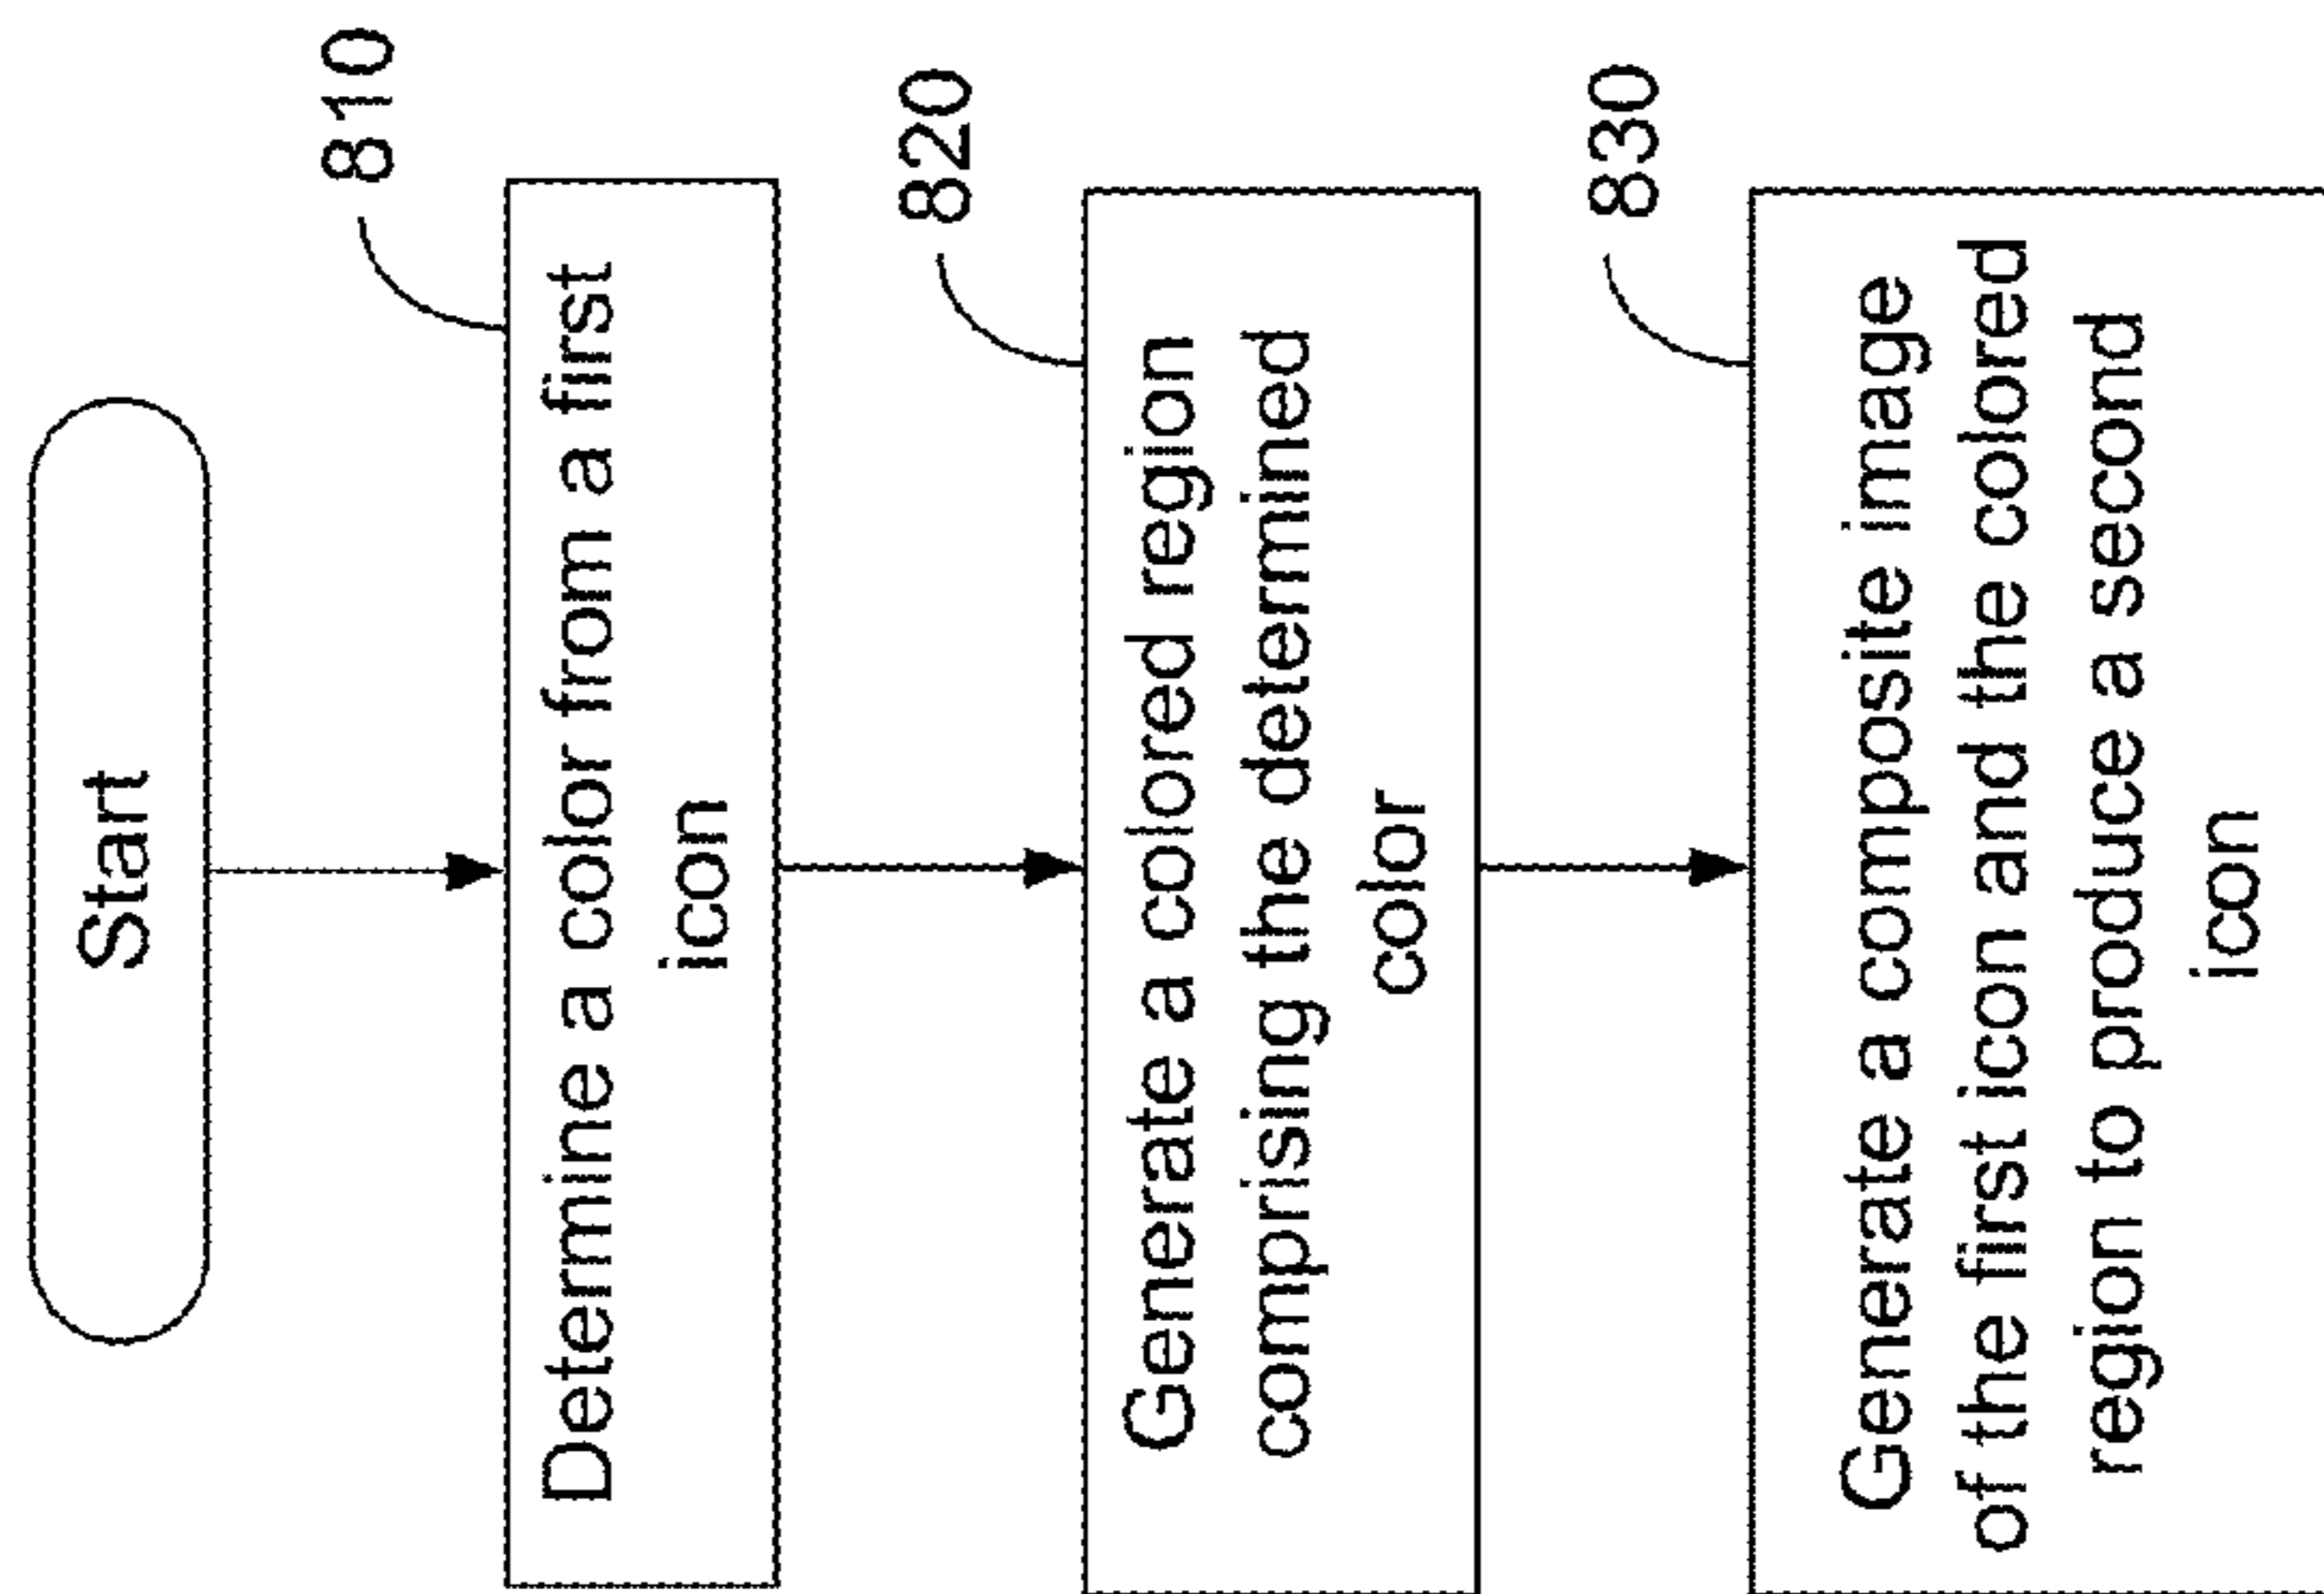 Start
810
Determine a color from a first
icon
820
Generate a colored region
comprising the determined
color
830
Generate a composite image
of the first icon and the colored
region to produce a second
icon